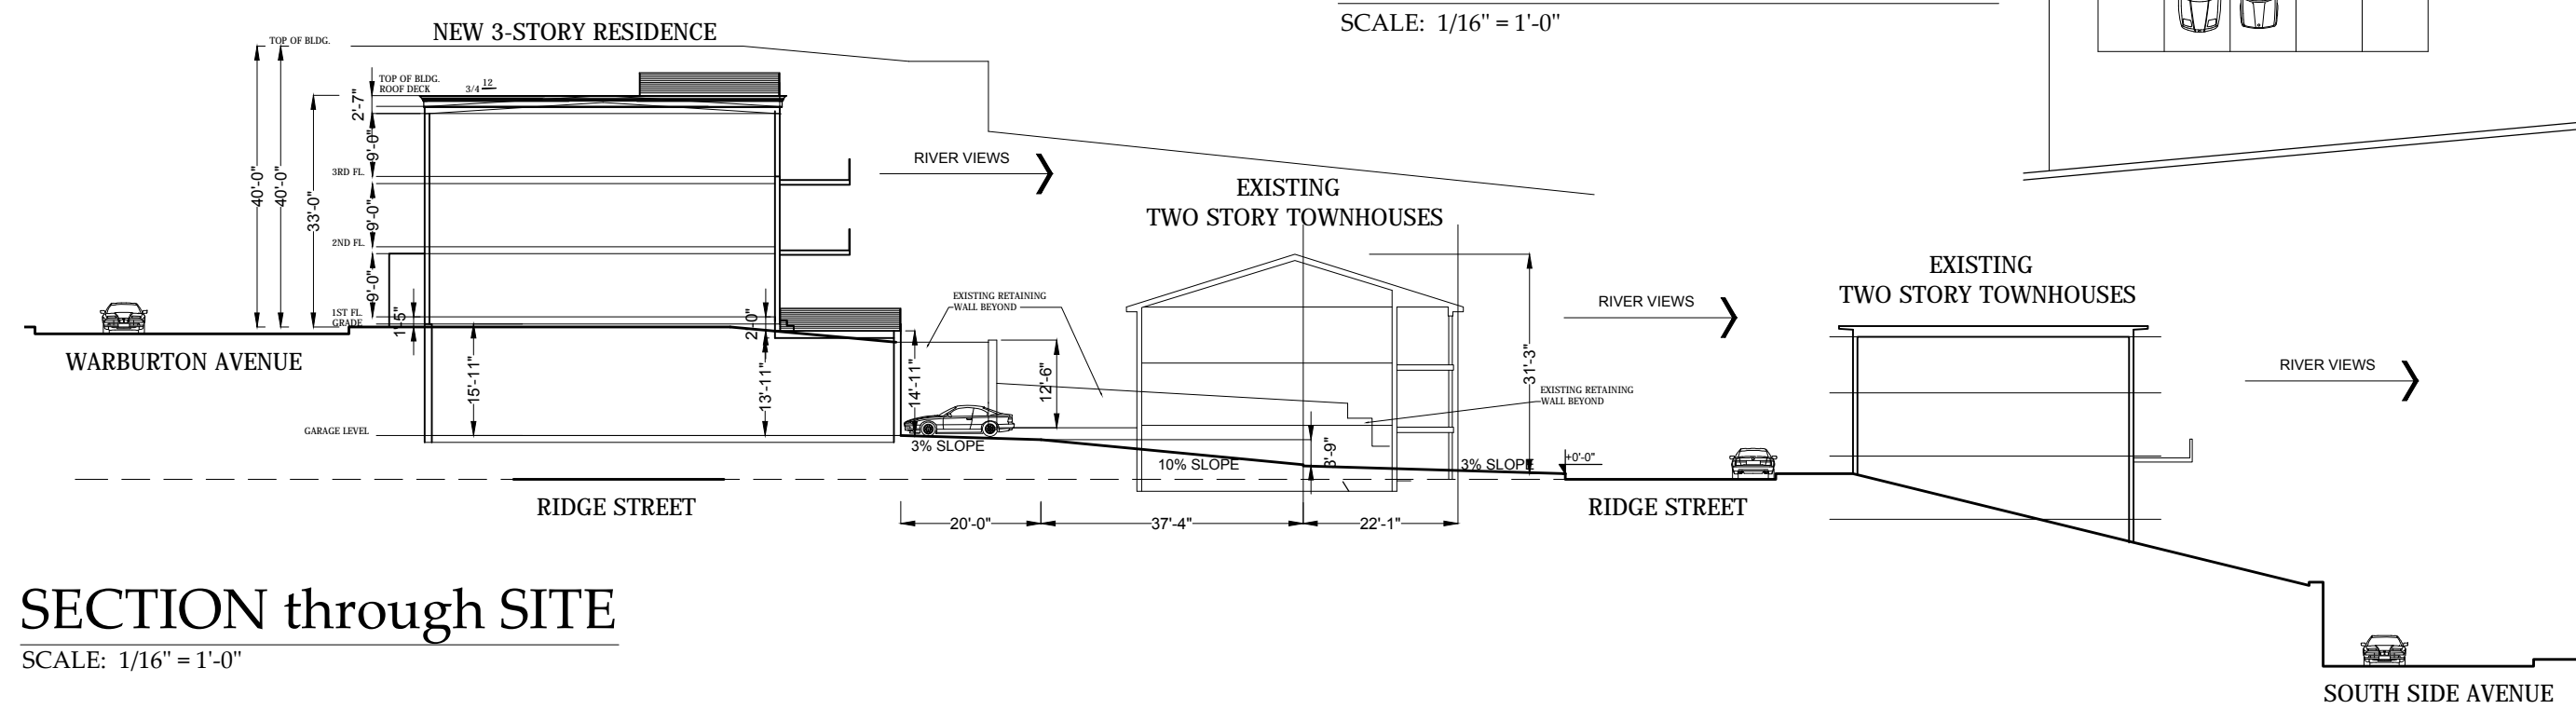 SCALE: 1/16" = 1'-0"
NEW 3-STORY RESIDENCE
TOP OF BLDG.
TOP OF BLDG.
ROOF DECK
3/4
12
2'-7"
9'-0"
40'-0"
40'-0"
33'-0"
3RD FL.
9'-0"
2ND FL.
9'-0"
1ST FL.
GRADE
1'-5"
2'-0"
15'-11"
13'-11"
14'-11"
GARAGE LEVEL
WARBURTON AVENUE
RIVER VIEWS
EXISTING
TWO STORY TOWNHOUSES
EXISTING RETAINING
WALL BEYOND
12'-6"
31'-3"
RIVER VIEWS
EXISTING RETAINING
WALL BEYOND
3% SLOPE
10% SLOPE
3'-9"
3% SLOPE
+0'-0"
RIDGE STREET
20'-0"
37'-4"
22'-1"
RIDGE STREET
EXISTING
TWO STORY TOWNHOUSES
RIVER VIEWS
SECTION through SITE
SCALE: 1/16" = 1'-0"
SOUTH SIDE AVENUE